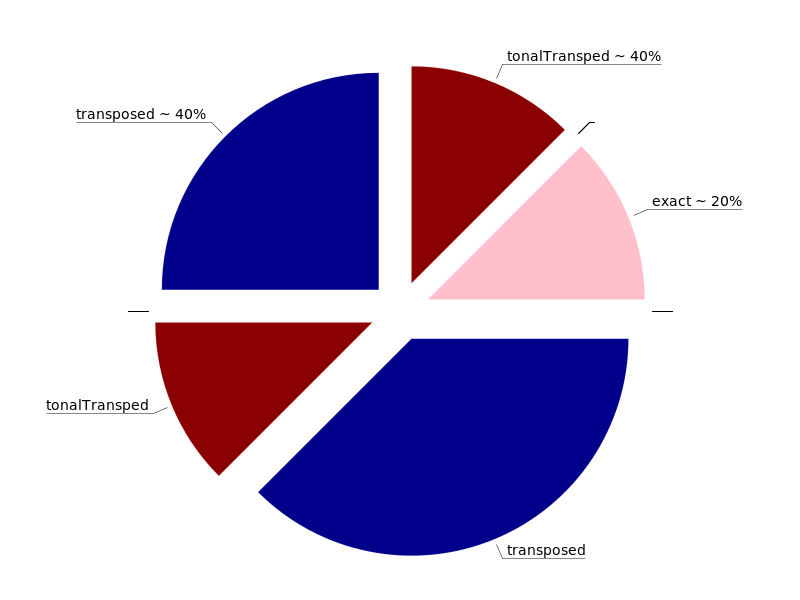 tonalTransped ~ 40%
transposed ~ 40%
exact ~ 20%
tonalTransped
transposed